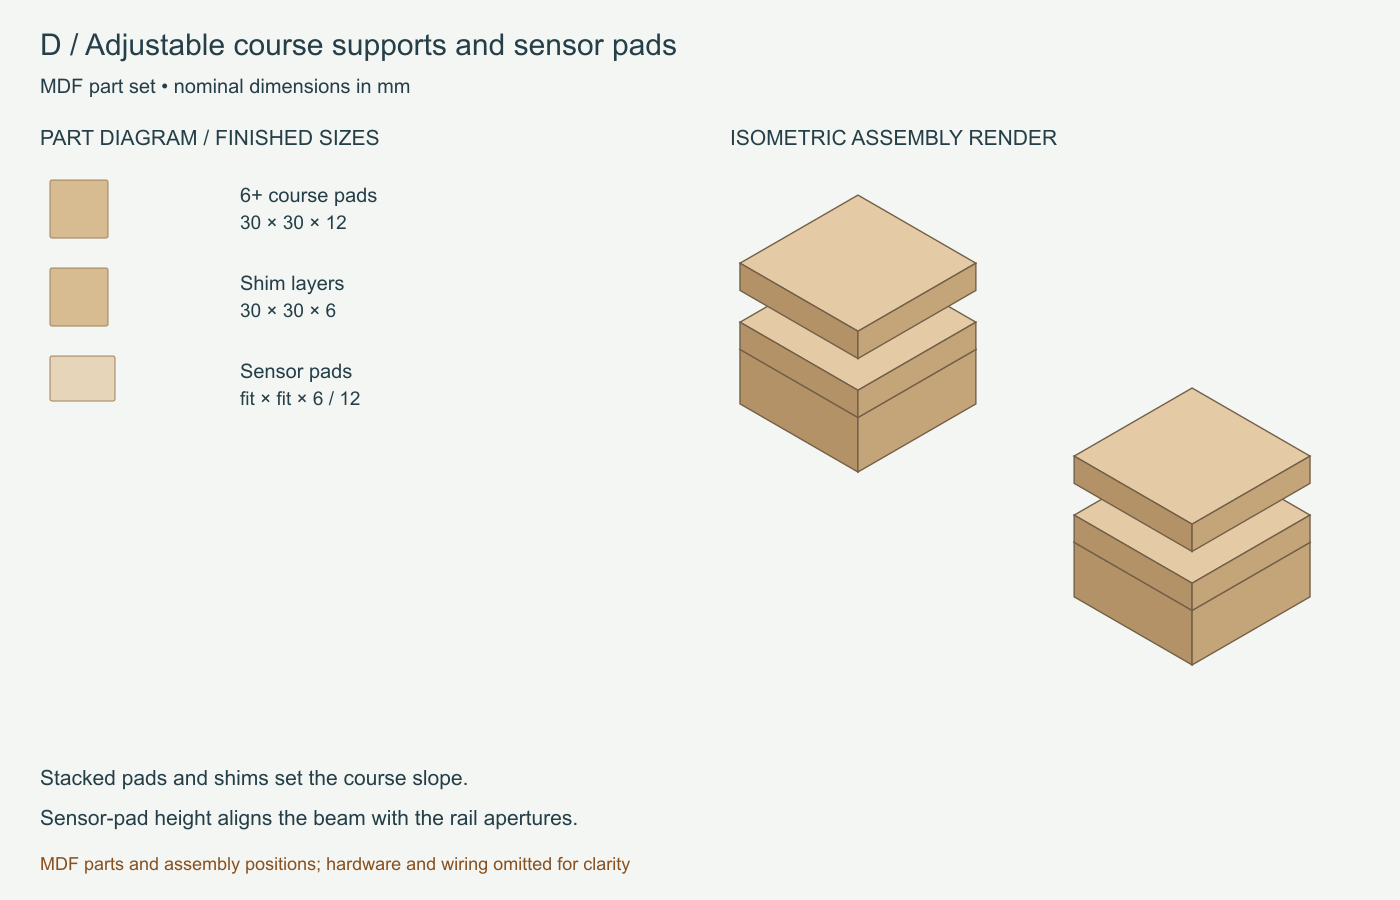 D / Adjustable course supports and sensor pads
MDF part set • nominal dimensions in mm
PART DIAGRAM / FINISHED SIZES
6+ course pads
30 × 30 × 12
Shim layers
30 × 30 × 6
Sensor pads
fit × fit × 6 / 12
ISOMETRIC ASSEMBLY RENDER
Stacked pads and shims set the course slope.
Sensor-pad height aligns the beam with the rail apertures.
MDF parts and assembly positions; hardware and wiring omitted for clarity